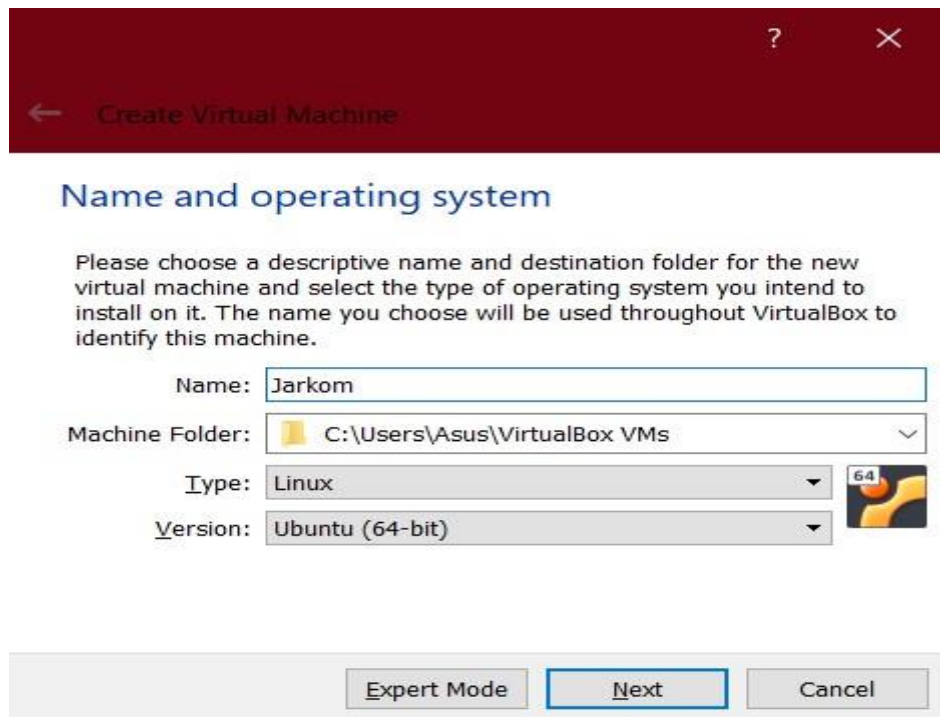 ?
Create Virtual Machine
Name and operating system
Please choose a descriptive name and destination folder for the new
virtual machine and select the type of operating system you intend to
install on it. The name you choose will be used throughout VirtualBox to
identify this machine.
Name: Jarkom
Machine Folder: C:\Users\Asus\VirtualBox VMs
Type: Linux
64
Version: Ubuntu (64-bit)
Expert Mode Next Cancel